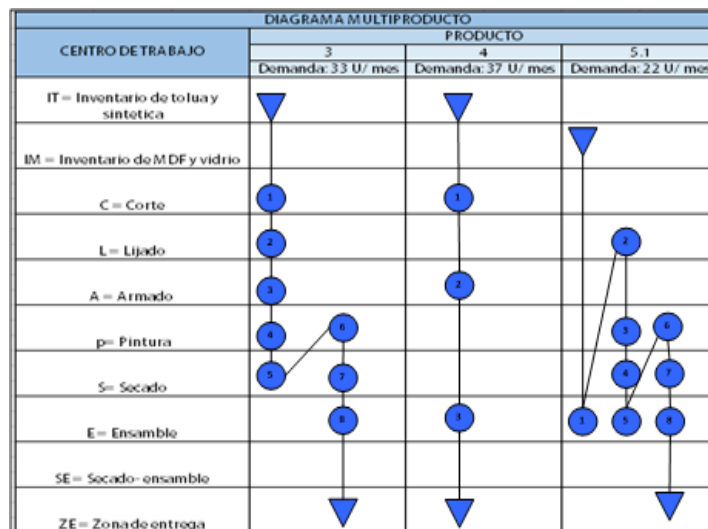 DIAGRAMA MULTIPRODUCTO
CENTRO DE TRABAJO
PRODUCTO
3
4
5.1
Demanda: 33 U/ mes
Demanda: 37 U/ mes
Demanda: 22 U/ mes
IT = Inventario de tolua y
sintetica
IM = Inventario de MDF y vidrio
C = Corte
1
1
L = Lijado
2
2
A = Armado
3
2
p= Pintura
4
6
3
6
S= Secado
5
7
4
7
E = Ensamble
8
3
1
5
8
SE = Secado- ensamble
ZE = Zona de entrega